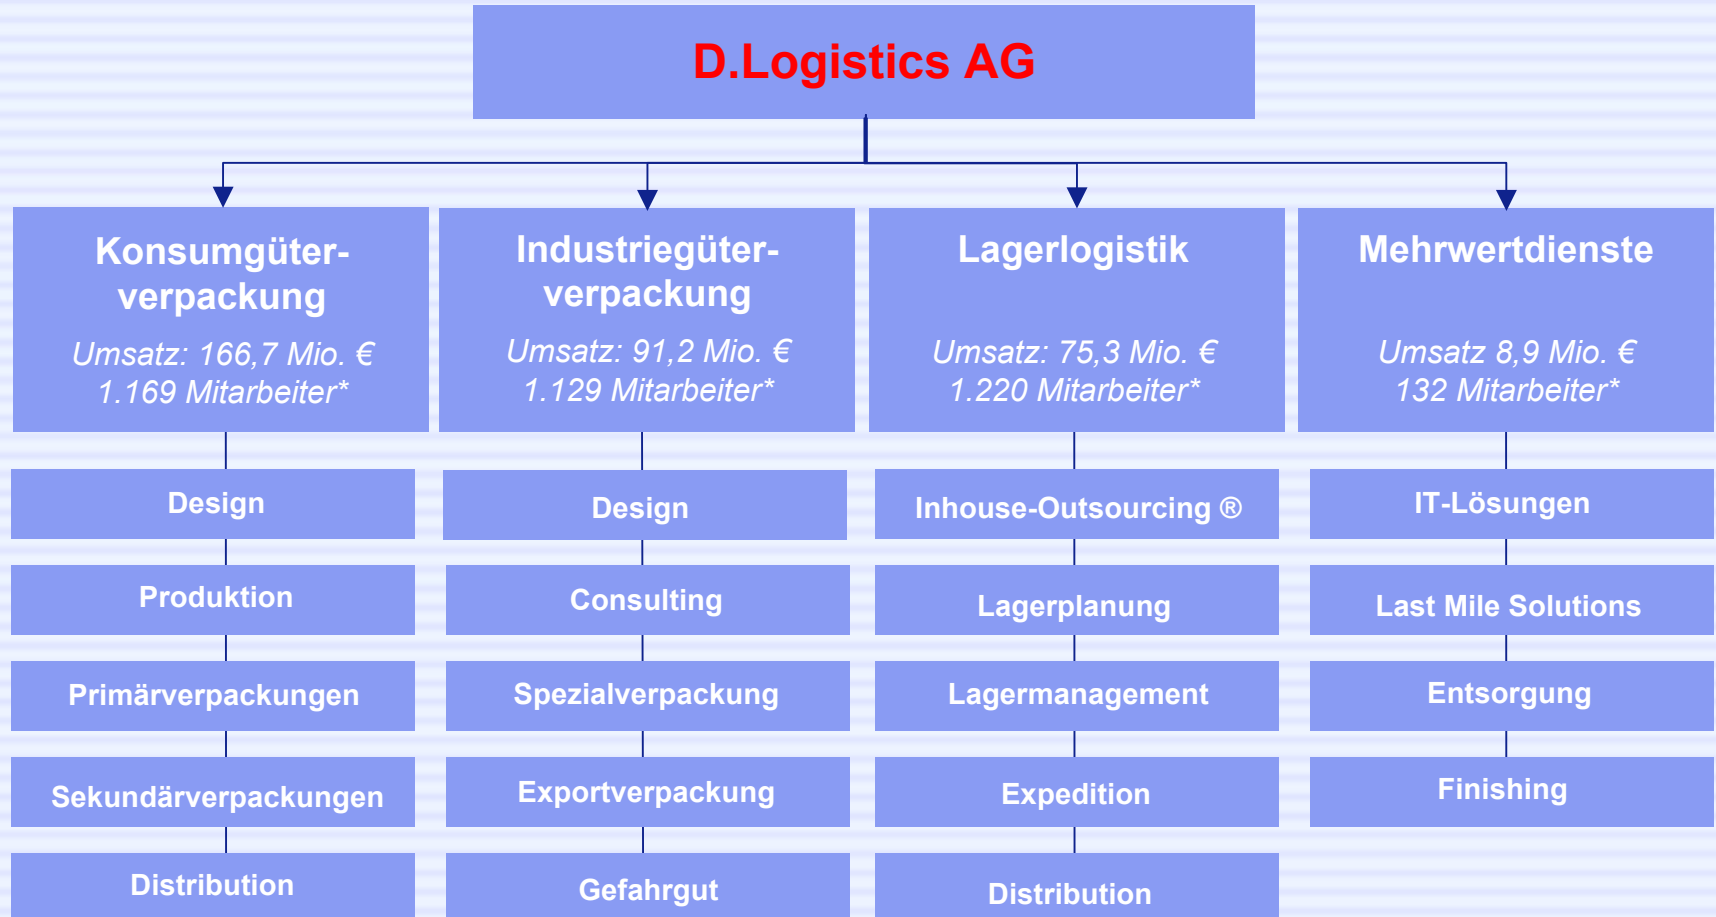 D.Logistics AG
Konsumgüter-
verpackung
Umsatz: 166,7 Mio. €
1.169 Mitarbeiter*
Industriegüter-
verpackung
Umsatz: 91,2 Mio. €
1.129 Mitarbeiter*
Lagerlogistik
Umsatz: 75,3 Mio. €
1.220 Mitarbeiter*
Mehrwertdienste
Umsatz 8,9 Mio. €
132 Mitarbeiter*
Design
Produktion
Primärverpackungen
Sekundärverpackungen
Distribution
Design
Consulting
Spezialverpackung
Exportverpackung
Gefahrgut
Inhouse-Outsourcing ®
Lagerplanung
Lagermanagement
Expedition
Distribution
IT-Lösungen
Last Mile Solutions
Entsorgung
Finishing